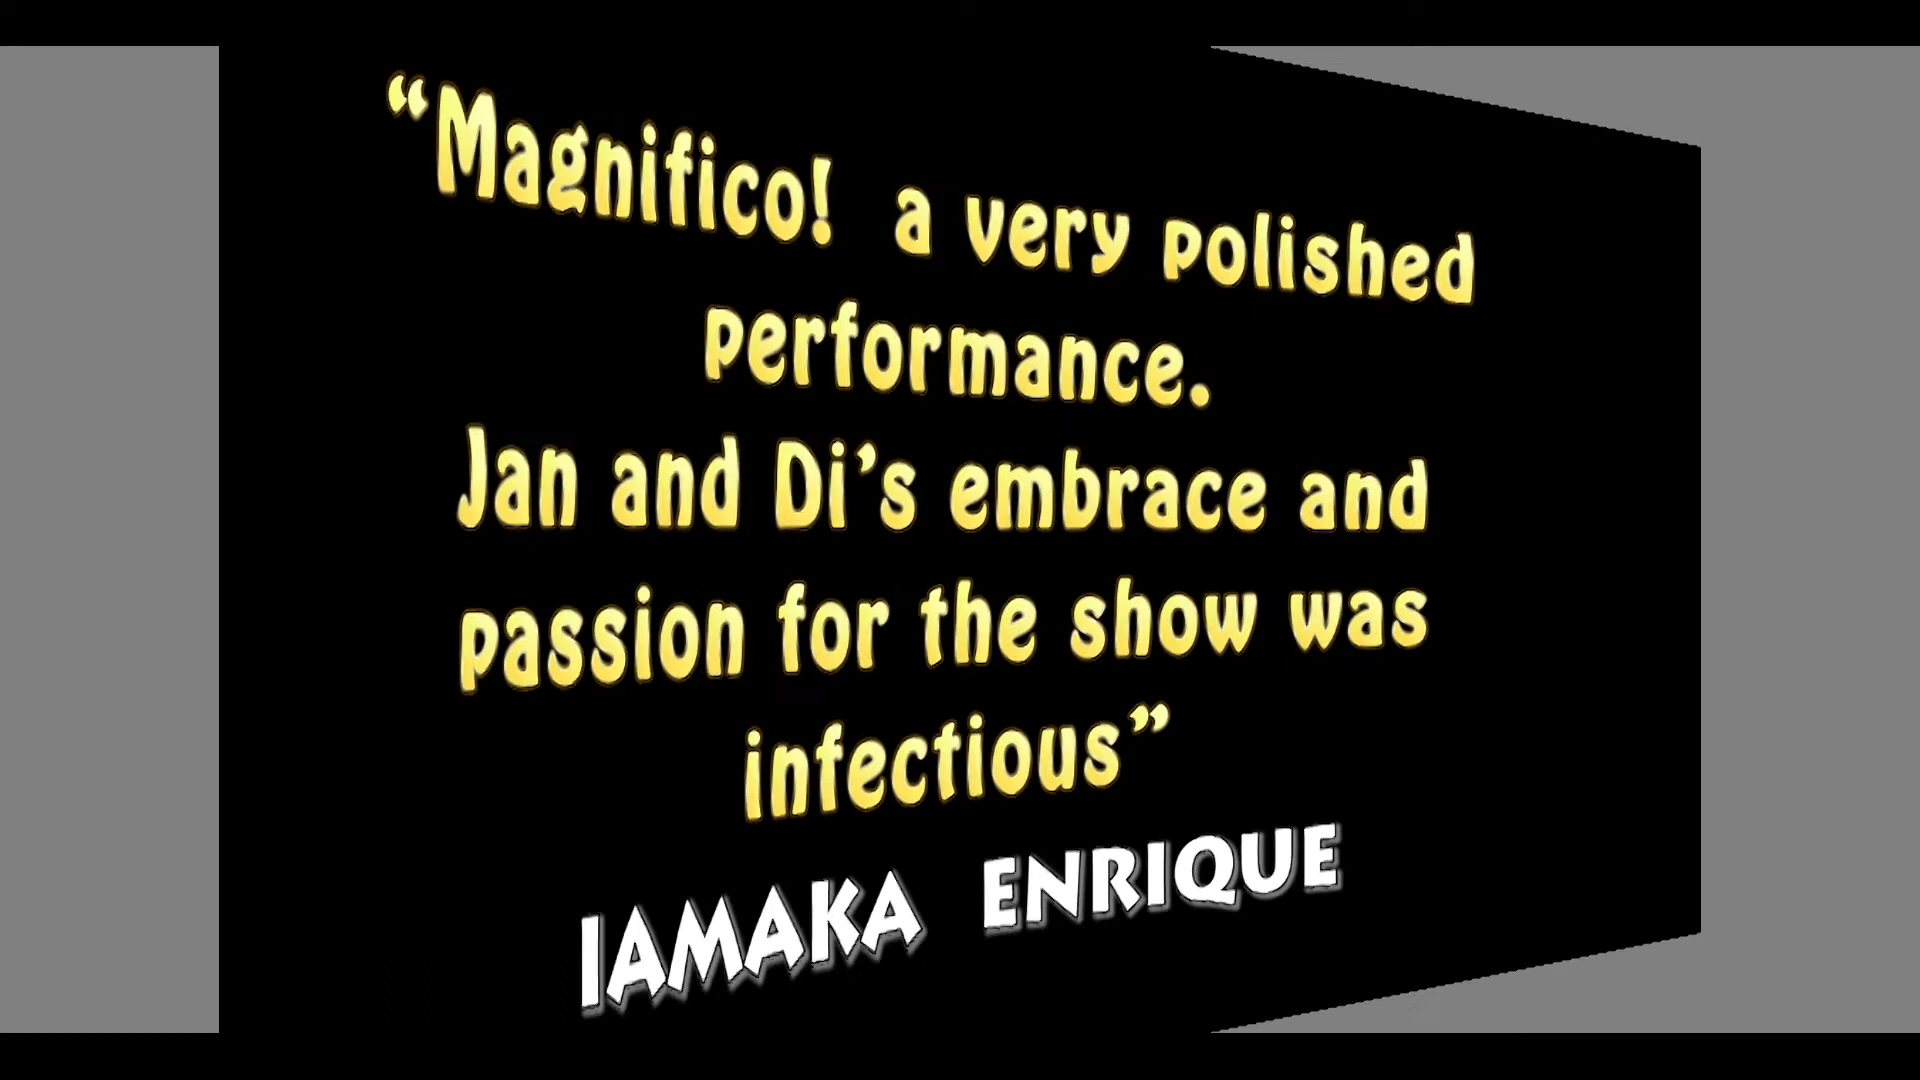 “Magnifico!  a very polished
performance.
Jan and Di’s embrace and
passion for the show was
infectious”
IAMAKA ENRIQUE